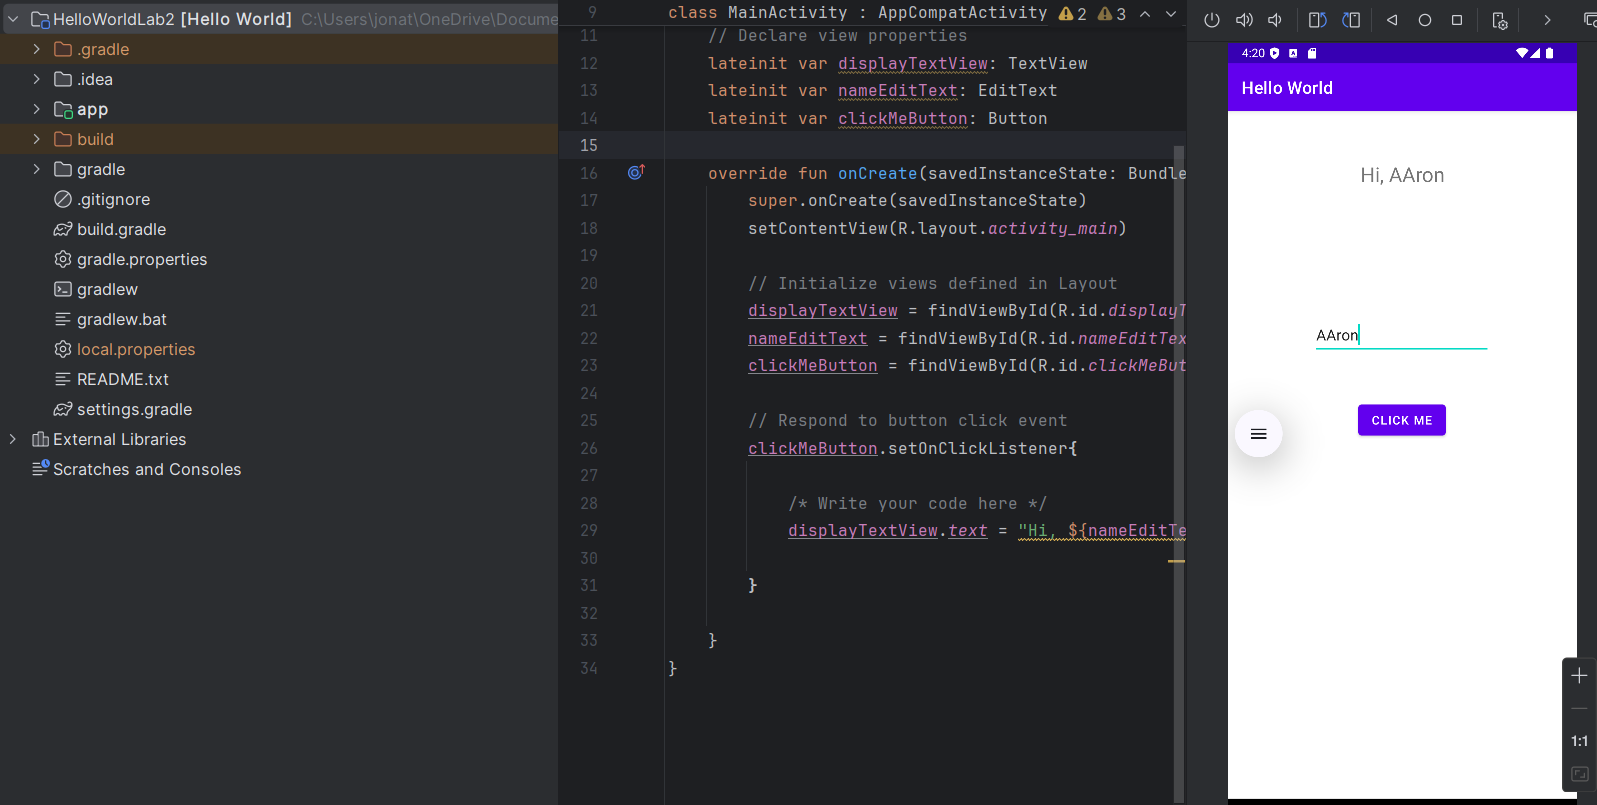 HelloWorldLab2 [Hello World] C:\Users\jonat\OneDrive\Docume
.gradle
.idea
app
build
gradle
.gitignore
build.gradle
gradle.properties
gradlew
gradlew.bat
local.properties
README.txt
settings.gradle
External Libraries
Scratches and Consoles
9 class MainActivity : AppCompatActivity 2 3
11 // Declare view properties
12 lateinit var displayTextView: TextView
13 lateinit var nameEditText: EditText
14 lateinit var clickMeButton: Button
15
16 override fun onCreate(savedInstanceState: Bundle
17 super.onCreate(savedInstanceState)
18 setContentView(R.layout.activity_main)
19
20 // Initialize views defined in Layout
21 displayTextView = findViewById(R.id.displayT
22 nameEditText = findViewById(R.id.nameEditTex
23 clickMeButton = findViewById(R.id.clickMeBut
24
25 // Respond to button click event
26 clickMeButton.setOnClickListener{
27
28 /* Write your code here */
29 displayTextView.text = "Hi, ${nameEditTe
30
31 }
32
33 }
34 }
4:20
Hello World
Hi, AAron
AAron
CLICK ME
1:1